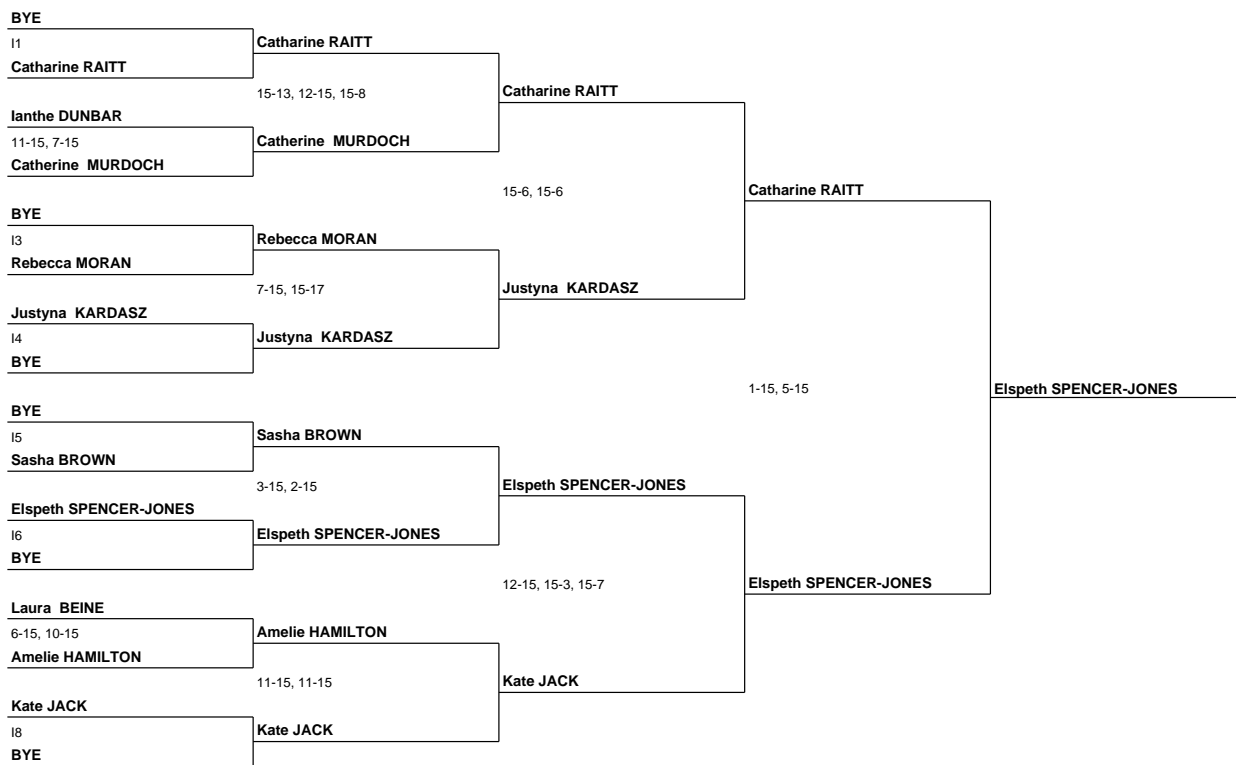 BYE
I1
Catharine RAITT
Catharine RAITT
15-13, 12-15, 15-8
Catharine RAITT
Ianthe DUNBAR
11-15, 7-15
Catherine MURDOCH
Catherine MURDOCH
15-6, 15-6
Catharine RAITT
BYE
I3
Rebecca MORAN
Rebecca MORAN
7-15, 15-17
Justyna KARDASZ
Justyna KARDASZ
I4
BYE
Justyna KARDASZ
1-15, 5-15
Elspeth SPENCER-JONES
BYE
I5
Sasha BROWN
Sasha BROWN
3-15, 2-15
Elspeth SPENCER-JONES
Elspeth SPENCER-JONES
I6
BYE
Elspeth SPENCER-JONES
12-15, 15-3, 15-7
Elspeth SPENCER-JONES
Laura BEINE
6-15, 10-15
Amelie HAMILTON
Amelie HAMILTON
11-15, 11-15
Kate JACK
Kate JACK
I8
BYE
Kate JACK